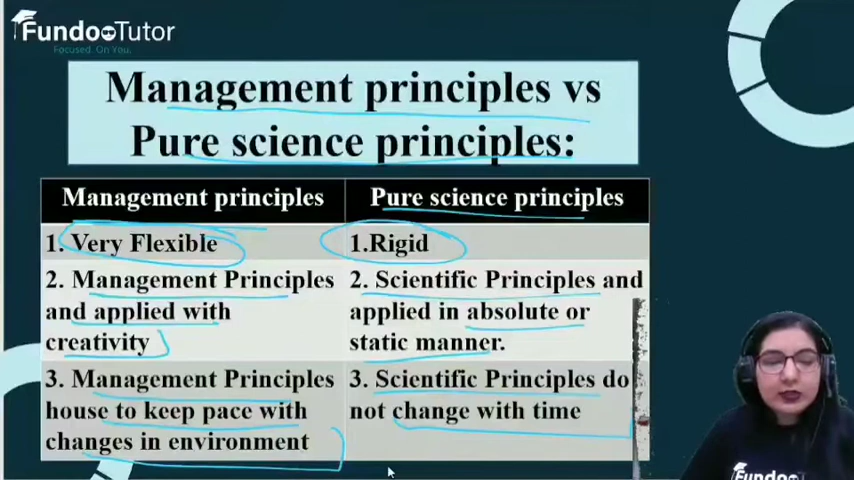 FundooTutor
Focused. On You.
Management principles vs
Pure science principles:
Management principles
Pure science principles
1. Very Flexible
1.Rigid
2. Management Principles
and applied with
creativity
2. Scientific Principles and
applied in absolute or
static manner.
3. Management Principles
house to keep pace with
changes in environment
3. Scientific Principles do
not change with time
Fundoo